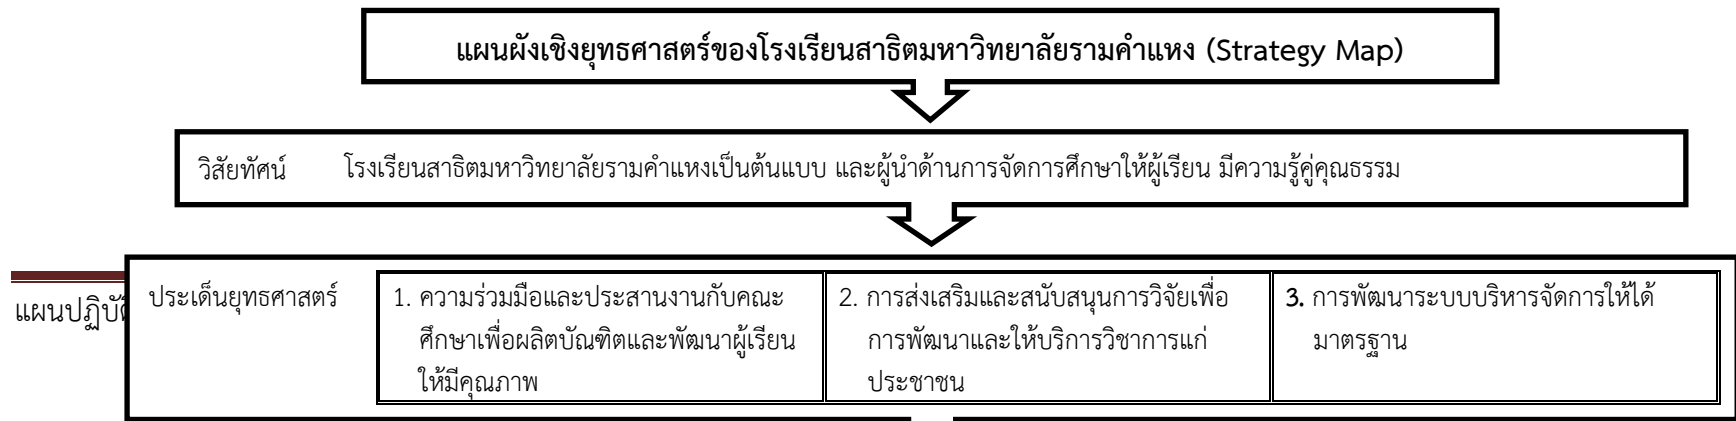 แผนผังเชิงยุทธศาสตร์ของโรงเรียนสาธิตมหาวิทยาลัยรามคำแหง (Strategy Map)
วิสัยทัศน์ โรงเรียนสาธิตมหาวิทยาลัยรามคำแหงเป็นต้นแบบ และผู้นำด้านการจัดการศึกษาให้ผู้เรียน มีความรู้คู่คุณธรรม
แผนปฏิบัติ
ประเด็นยุทธศาสตร์
1. ความร่วมมือและประสานงานกับคณะ
ศึกษาเพื่อผลิตบัณฑิตและพัฒนาผู้เรียน
ให้มีคุณภาพ
2. การส่งเสริมและสนับสนุนการวิจัยเพื่อ
การพัฒนาและให้บริการวิชาการแก่
ประชาชน
3. การพัฒนาระบบบริหารจัดการให้ได้
มาตรฐาน